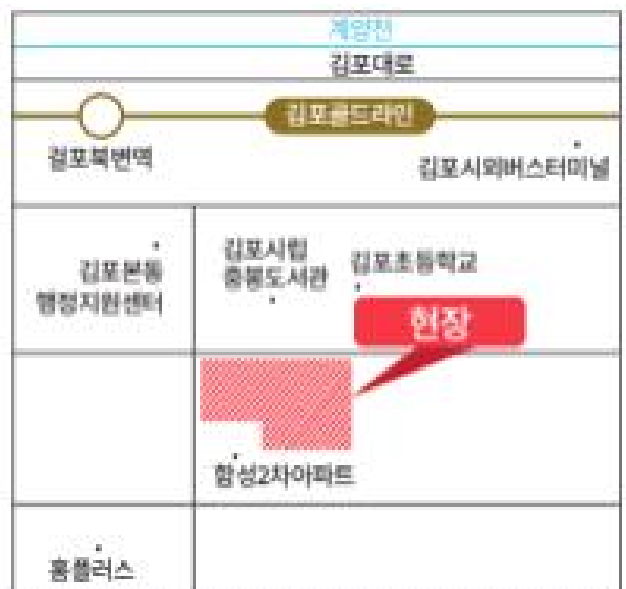 계양천
김포대로
김포골드라인
걸포북변역
김포시외버스터미널
김포본동
행정지원센터
김포시립
중봉도서관
김포초등학교
현장
함성2차아파트
홈플러스